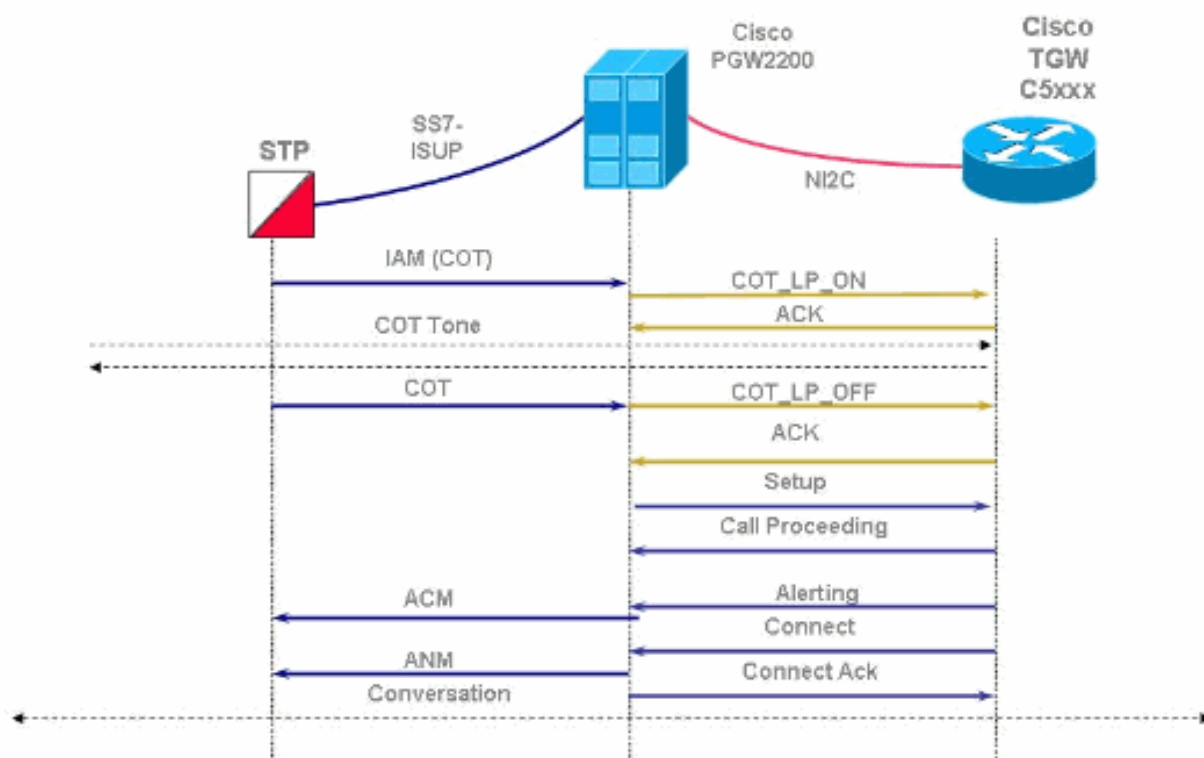 Cisco
PGW2200
Cisco
TGW
C5xxx
SS7-
ISUP
STP
NI2C
IAM (COT)
COT_LP_ON
ACK
COT Tone
COT
COT_LP_OFF
ACK
Setup
Call Proceeding
Alerting
ACM
Connect
ANM
Connect Ack
Conversation